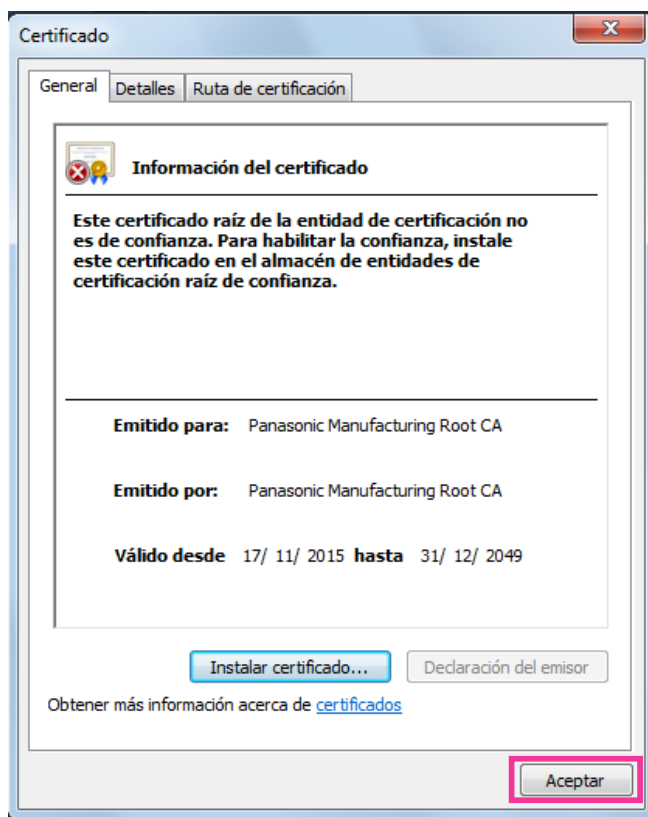 Certificado
General Detalles Ruta de certificación
Información del certificado
Este certificado raíz de la entidad de certificación no
es de confianza. Para habilitar la confianza, instale
este certificado en el almacén de entidades de
certificación raíz de confianza.
Emitido para: Panasonic Manufacturing Root CA
Emitido por: Panasonic Manufacturing Root CA
Válido desde 17/ 11/ 2015 hasta 31/ 12/ 2049
Instalar certificado... Declaración del emisor
Obtener más información acerca de certificados
Aceptar